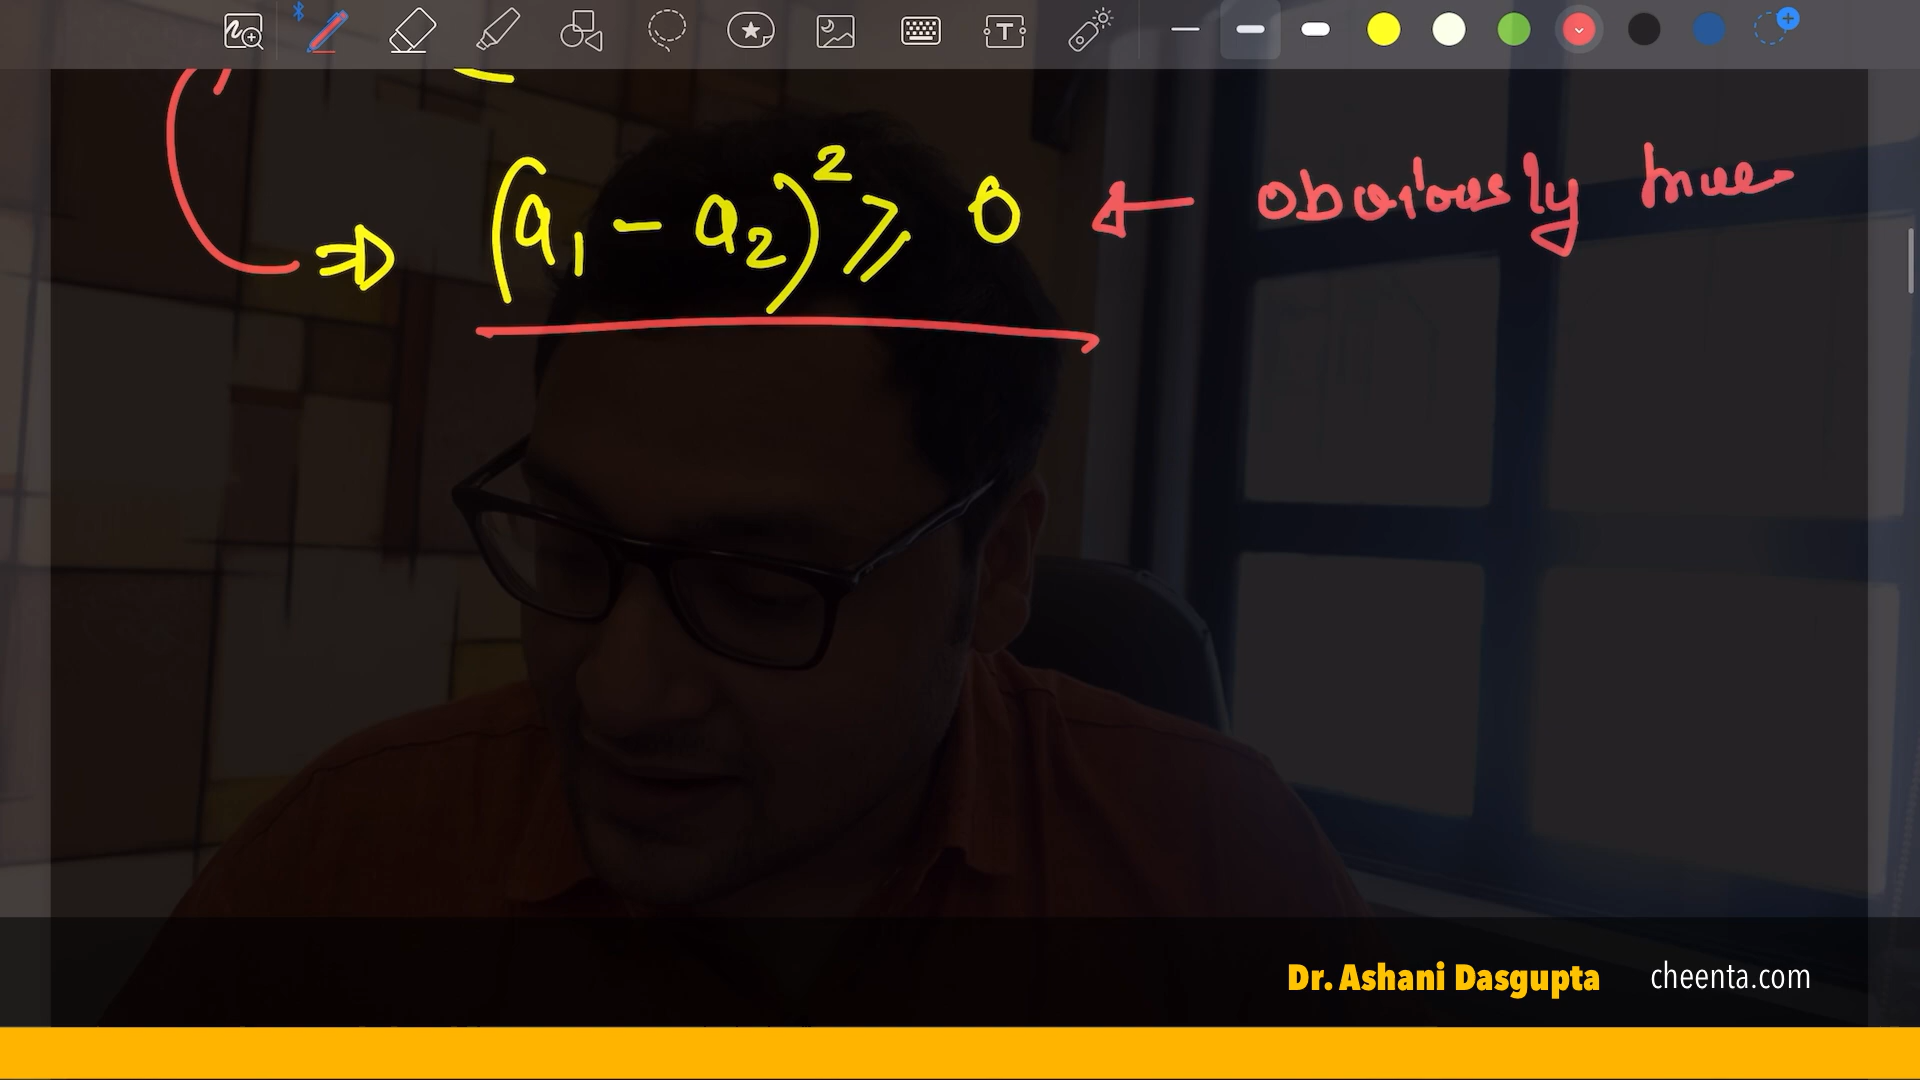 ⇒ (a₁ - a₂)² ⩾ 0 ← obviously true
Dr. Ashani Dasgupta cheenta.com